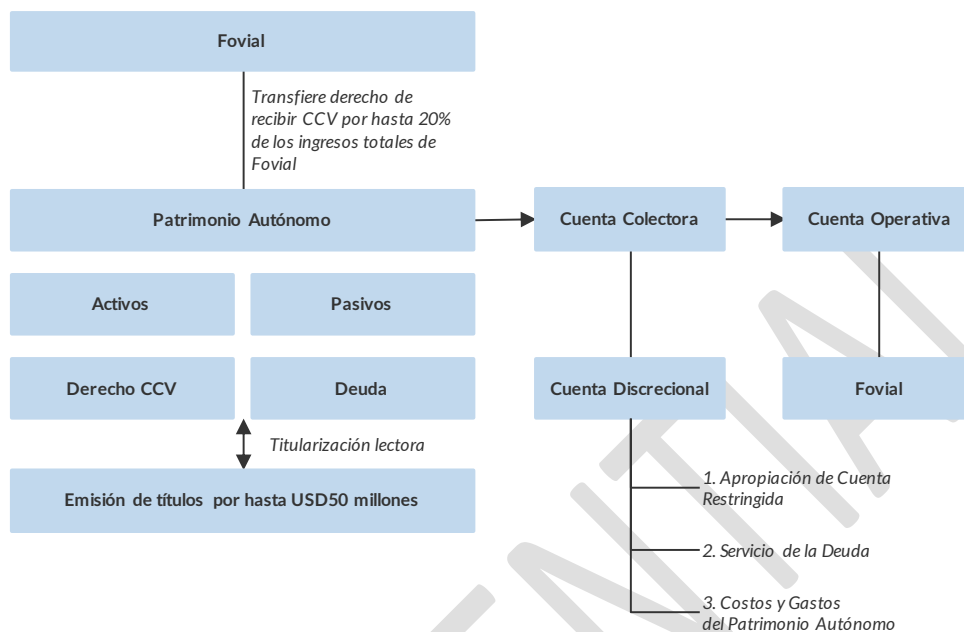 Fovial
Transfiere derecho de
recibir CCV por hasta 20%
de los ingresos totales de
Fovial
Patrimonio Autónomo
Cuenta Colectora
Cuenta Operativa
Activos
Pasivos
Derecho CCV
Deuda
Cuenta Discrecional
Fovial
Titularización lectora
Emisión de títulos por hasta USD50 millones
1. Apropiación de Cuenta
Restringida
2. Servicio de la Deuda
3. Costos y Gastos
del Patrimonio Autónomo
ENTIAL